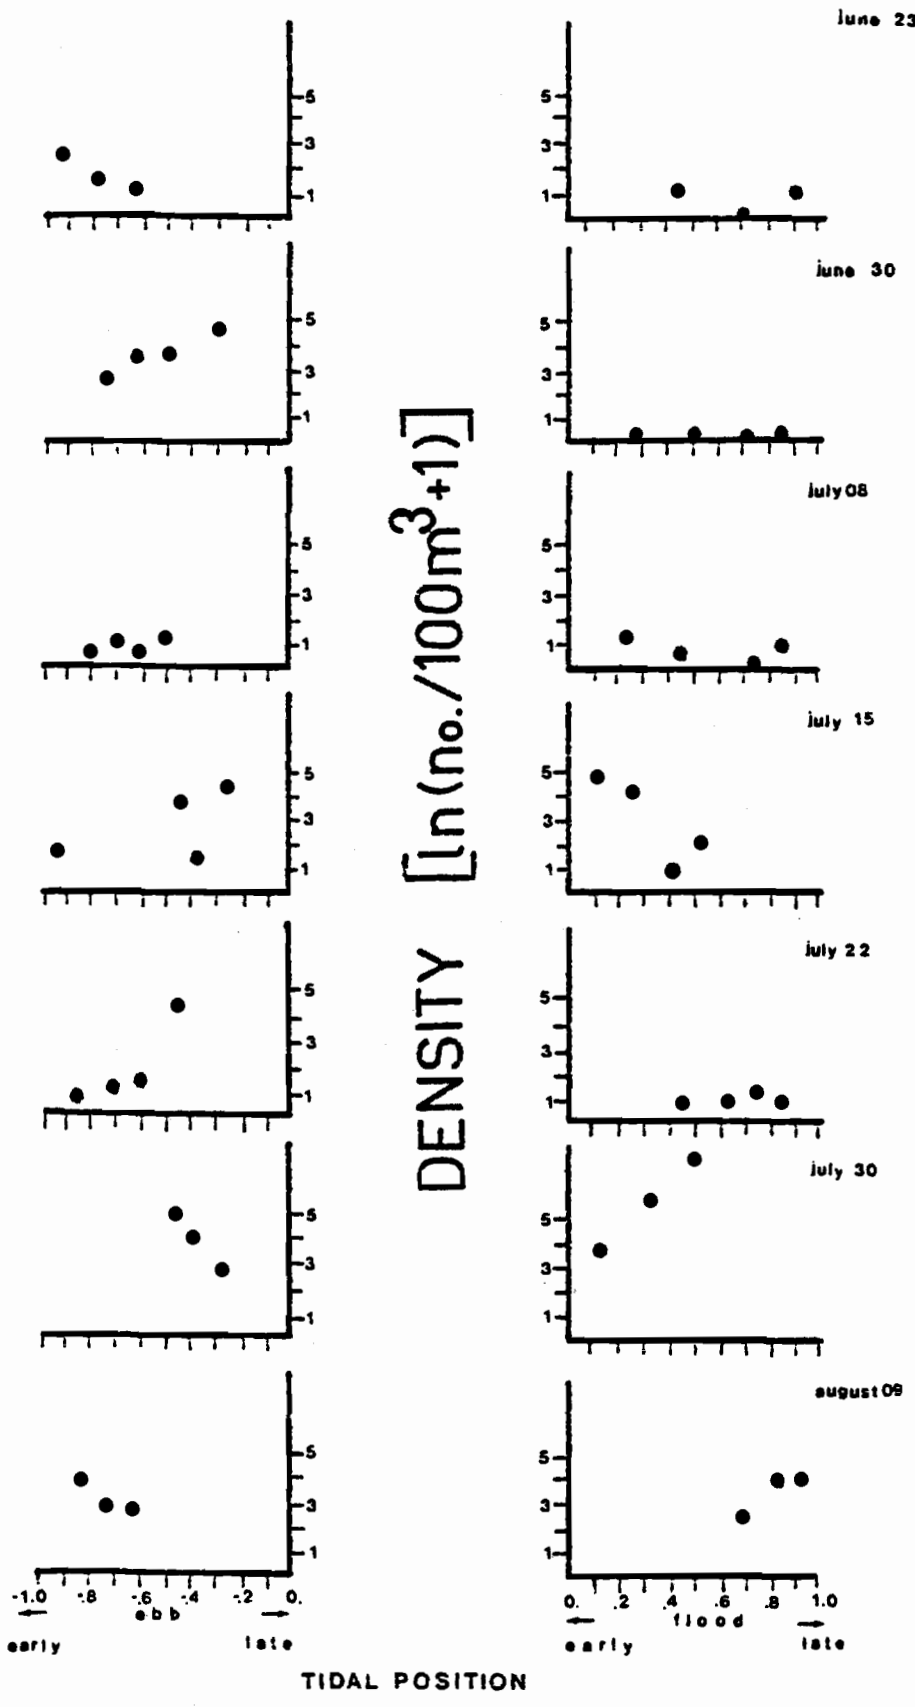 june 23
5 5
3 3
1 1
june 30
5 5
3 3
1 1
july 08
5 5
3 3
1 1
july 15
5 5
3 3
1 1
july 22
5 5
3 3
1 1
july 30
5 5
3 3
1 1
august 09
5 5
3 3
1 1
DENSITY [ln(no./100m³+1)]
-1.0 -.8 -.6 -.4 -.2 0. 0. .2 .4 .6 .8 1.0
ebb flood
early late early late
TIDAL POSITION